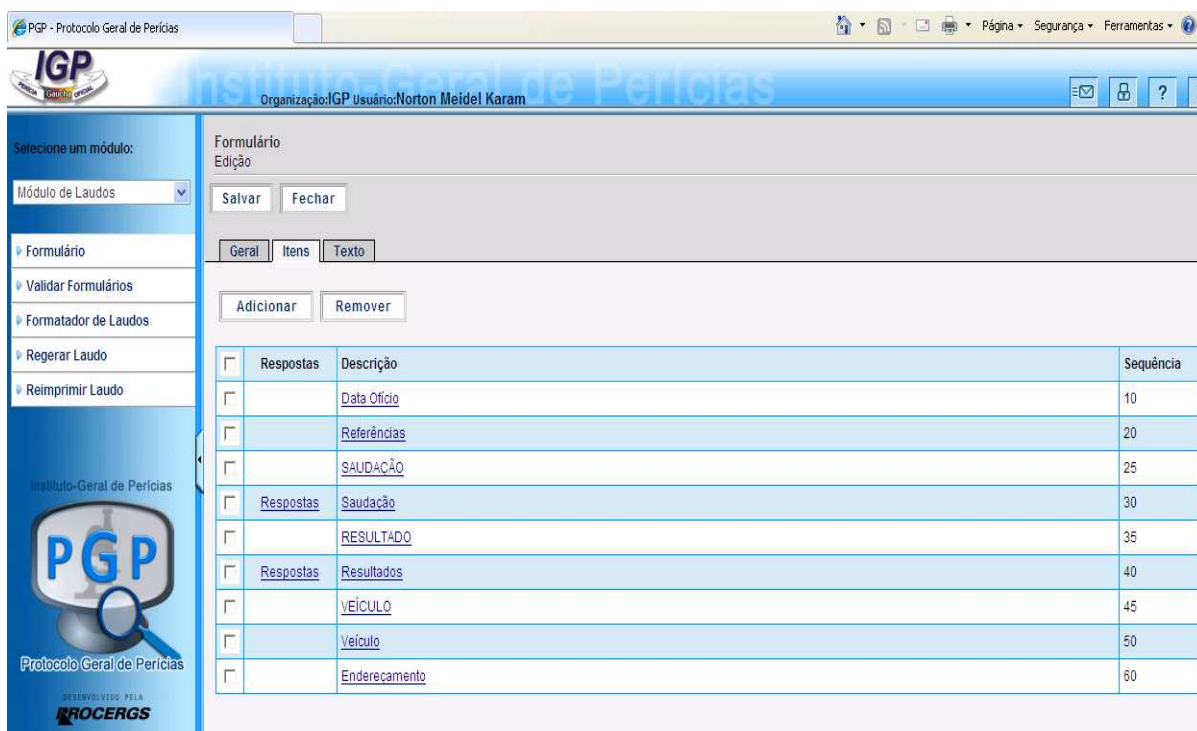 PGP - Protocolo Geral de Perícias
Página Segurança Ferramentas
IGP
PERÍCIA Gaúcha OFICIAL
Instituto-Geral de Perícias
Organização:IGP Usuário:Norton Meidel Karam
?
Selecione um módulo:
Módulo de Laudos
Formulário
Validar Formulários
Formatador de Laudos
Regerar Laudo
Reimprimir Laudo
Instituto-Geral de Perícias
PGP
Protocolo Geral de Perícias
DESENVOLVIDO PELA
PROCERGS
Formulário
Edição
Salvar Fechar
Geral Itens Texto
Adicionar Remover
Respostas Descrição Sequência
Data Ofício 10
Referências 20
SAUDAÇÃO 25
Respostas Saudação 30
RESULTADO 35
Respostas Resultados 40
VEÍCULO 45
Veículo 50
Endereçamento 60